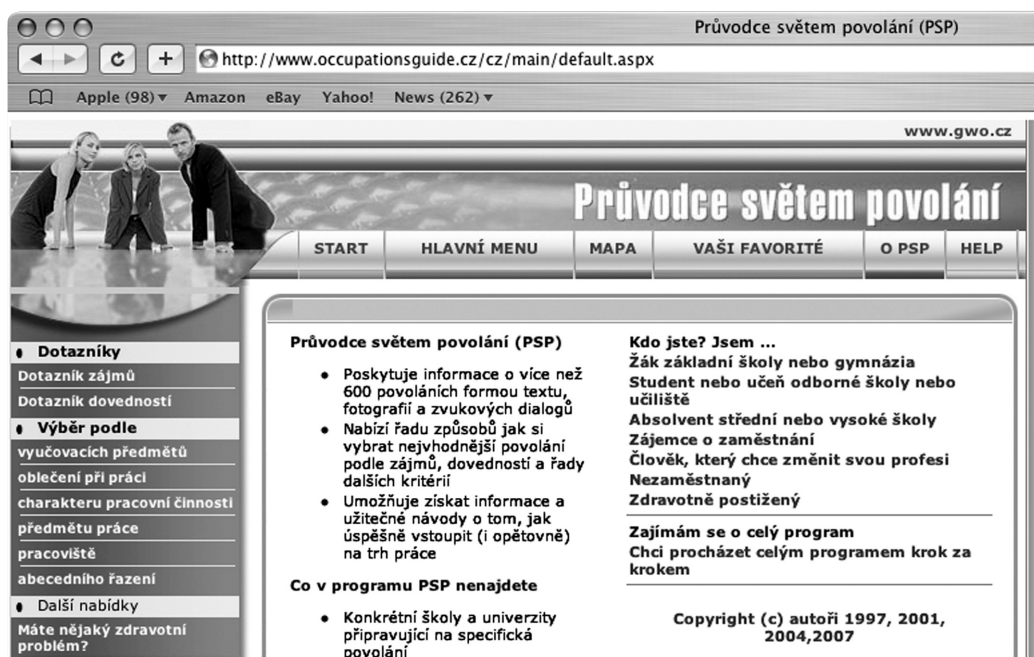 Průvodce světem povolání (PSP)
http://www.occupationsguide.cz/cz/main/default.aspx
Apple (98) Amazon eBay Yahoo! News (262)
www.gwo.cz
Průvodce světem povolání
START HLAVNÍ MENU MAPA VAŠI FAVORITÉ O PSP HELP
Dotazníky
Dotazník zájmů
Dotazník dovedností
Výběr podle
vyučovacích předmětů
oblečení při práci
charakteru pracovní činnosti
předmětu práce
pracoviště
abecedního řazení
Další nabídky
Máte nějaký zdravotní
problém?
Průvodce světem povolání (PSP)
Poskytuje informace o více než
600 povoláních formou textu,
fotografií a zvukových dialogů
Nabízí řadu způsobů jak si
vybrat nejvhodnější povolání
podle zájmů, dovedností a řady
dalších kritérií
Umožňuje získat informace a
užitečné návody o tom, jak
úspěšně vstoupit (i opětovně)
na trh práce
Co v programu PSP nenajdete
Konkrétní školy a univerzity
připravující na specifická
povolání
Kdo jste? Jsem ...
Žák základní školy nebo gymnázia
Student nebo učeň odborné školy nebo
učiliště
Absolvent střední nebo vysoké školy
Zájemce o zaměstnání
Člověk, který chce změnit svou profesi
Nezaměstnaný
Zdravotně postižený
Zajímám se o celý program
Chci procházet celým programem krok za
krokem
Copyright (c) autoři 1997, 2001,
2004,2007